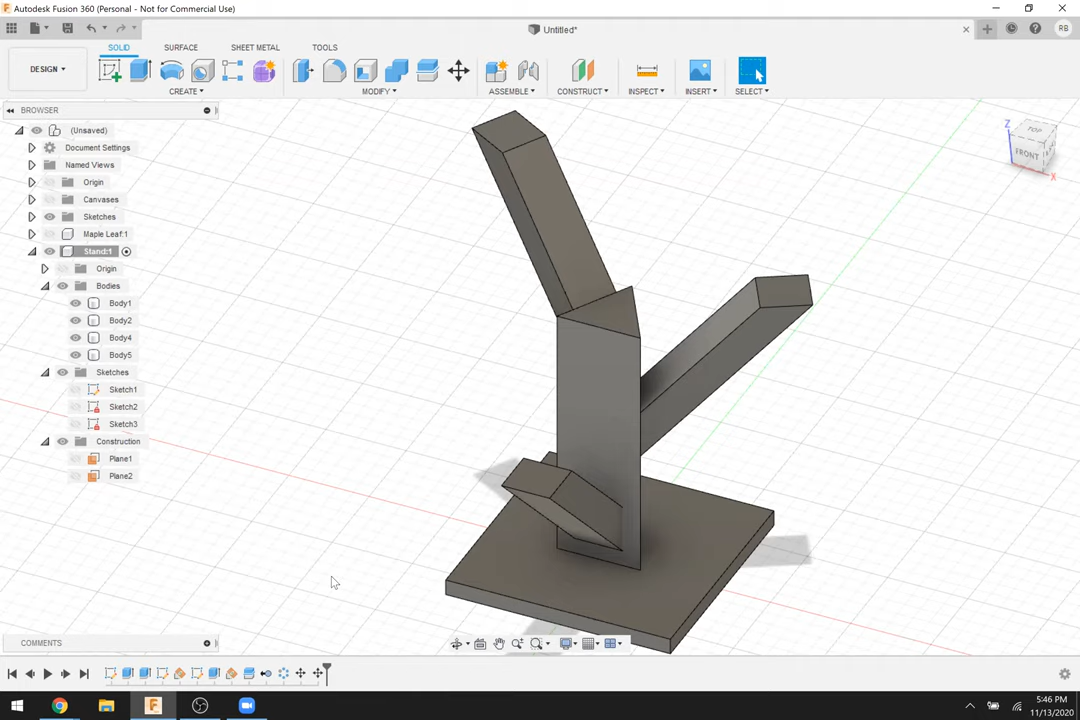 Autodesk Fusion 360 (Personal - Not for Commercial Use)
Untitled*
RB
DESIGN
SOLID
SURFACE
SHEET METAL
TOOLS
CREATE
MODIFY
ASSEMBLE
CONSTRUCT
INSPECT
INSERT
SELECT
BROWSER
(Unsaved)
Document Settings
Named Views
Origin
Canvases
Sketches
Maple Leaf:1
Stand:1
Origin
Bodies
Body1
Body2
Body4
Body5
Sketches
Sketch1
Sketch2
Sketch3
Construction
Plane1
Plane2
Z
TOP
FRONT
X
COMMENTS
5:46 PM
11/13/2020